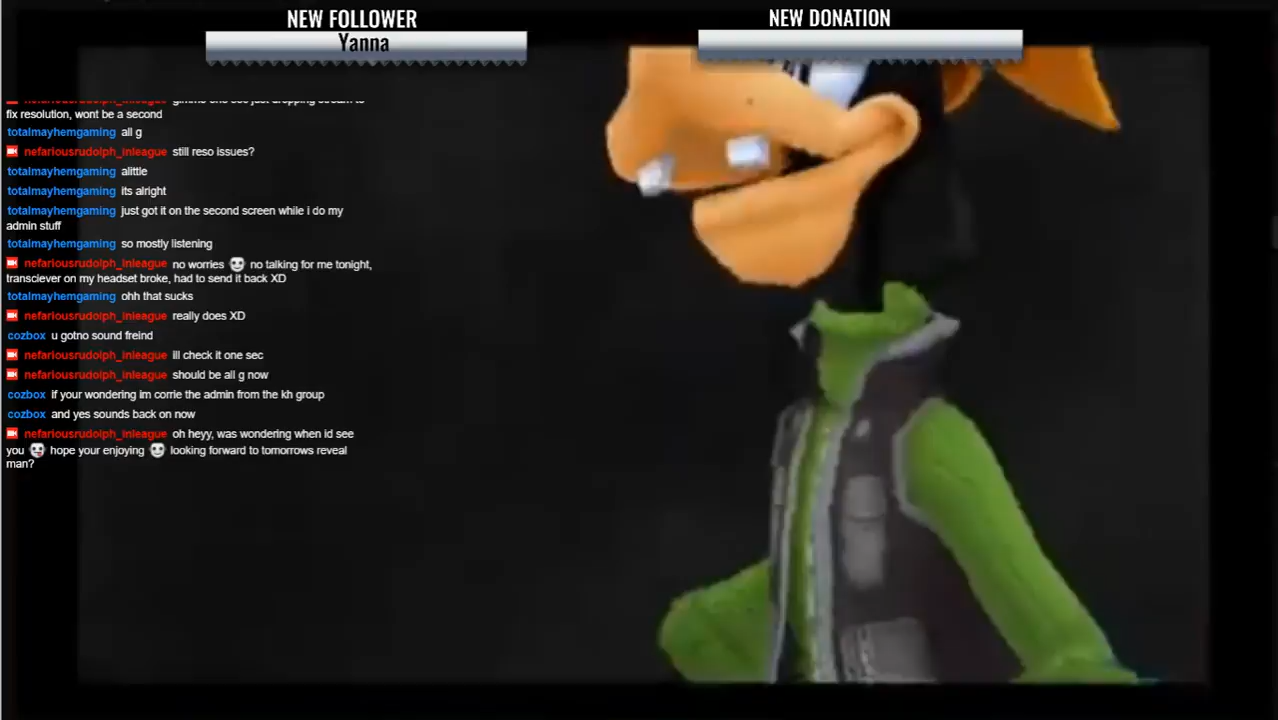 NEW FOLLOWER
Yanna
NEW DONATION
fix resolution, wont be a second
totalmayhemgaming all g
nefariousrudolph_inleague still reso issues?
totalmayhemgaming alittle
totalmayhemgaming its alright
totalmayhemgaming just got it on the second screen while i do my
admin stuff
totalmayhemgaming so mostly listening
nefariousrudolph_inleague no worries no talking for me tonight,
transciever on my headset broke, had to send it back XD
totalmayhemgaming ohh that sucks
nefariousrudolph_inleague really does XD
cozbox u gotno sound freind
nefariousrudolph_inleague ill check it one sec
nefariousrudolph_inleague should be all g now
cozbox if your wondering im corrie the admin from the kh group
cozbox and yes sounds back on now
nefariousrudolph_inleague oh heyy, was wondering when id see
you hope your enjoying looking forward to tomorrows reveal
man?